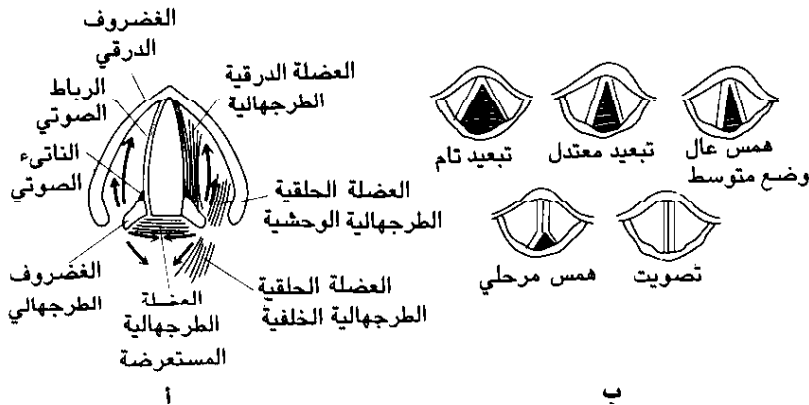 الغضروف
الدرقي
الرباط
الصوتي
الناتىء
الصوتي
الغضروف
الطرجهالي
العضلة
الطرجهالية
المستعرضة
العضلة الدرقية
الطرجهالية
العضلة الحلقية
الطرجهالية الوحشية
العضلة الحلقية
الطرجهالية الخلفية
أ
همس عال
وضع متوسط
تبعيد معتدل
تبعيد تام
تصويت
همس مرحلي
ب